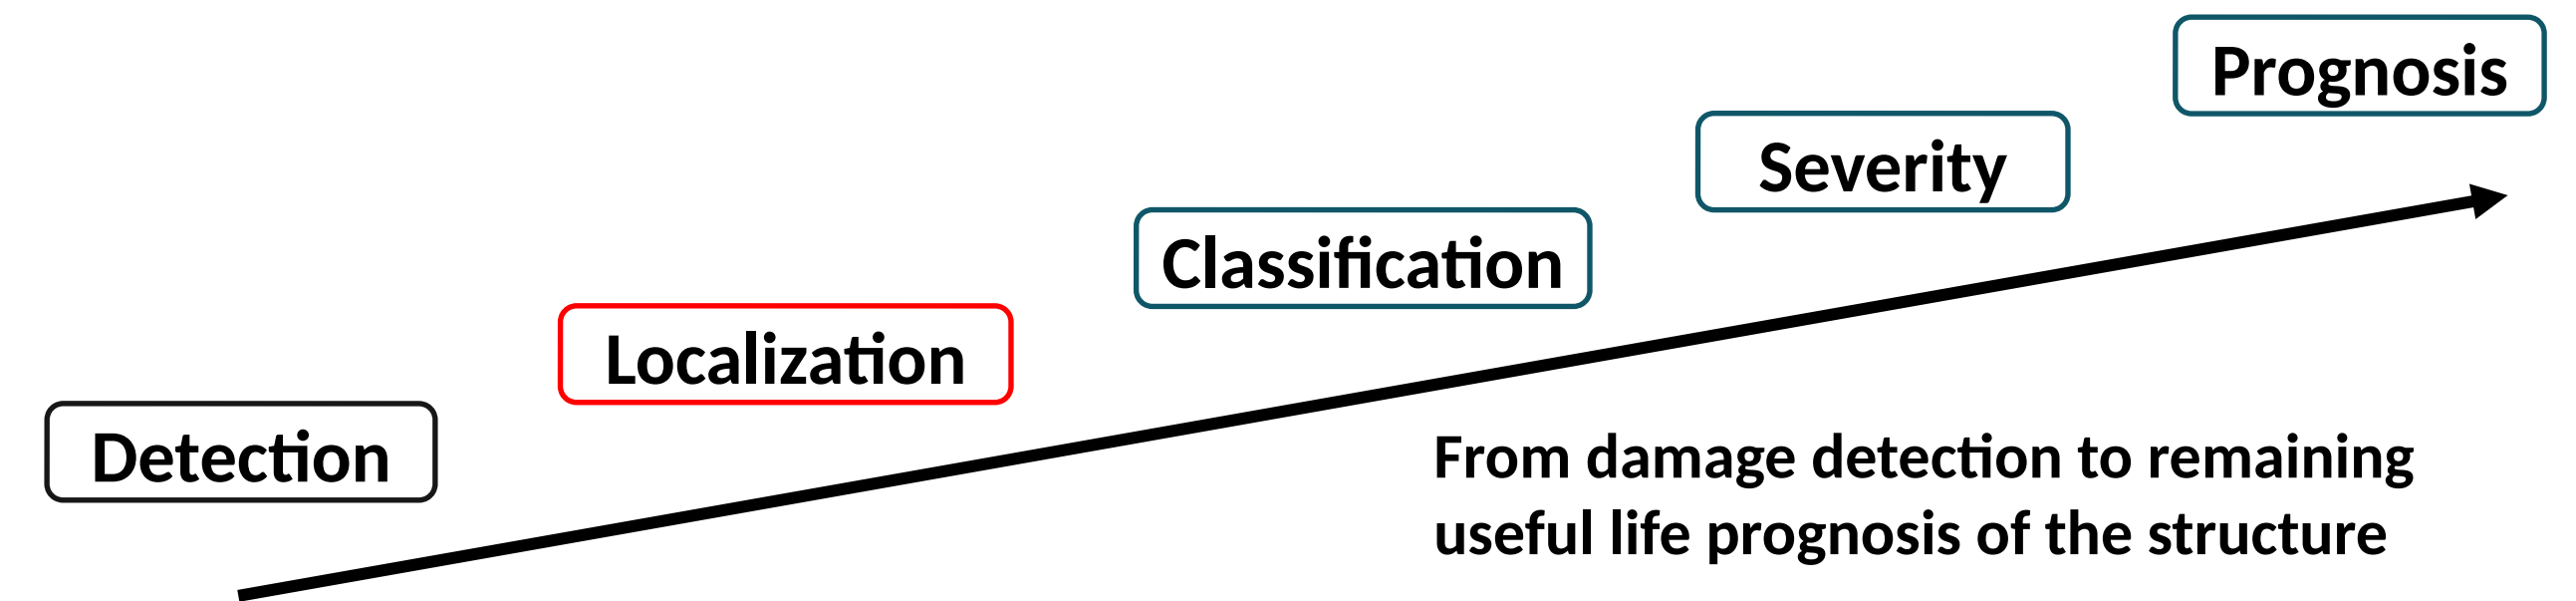 Detection
Localization
Classification
Severity
Prognosis
From damage detection to remaining
useful life prognosis of the structure